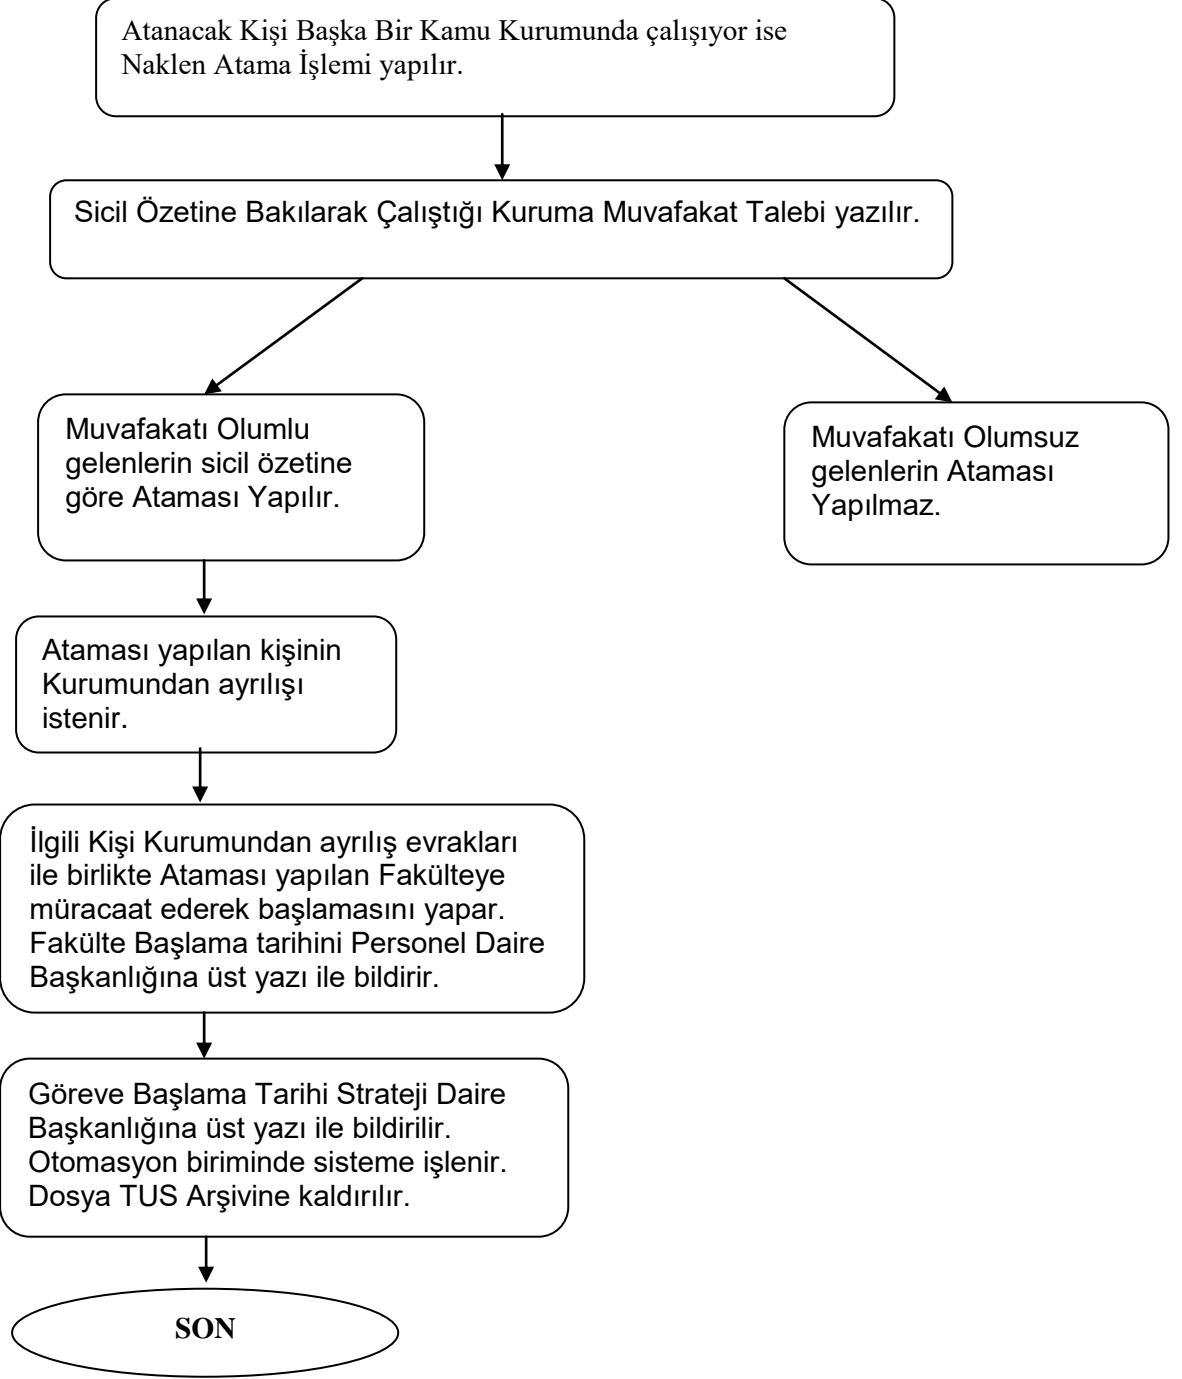 Atanacak Kişi Başka Bir Kamu Kurumunda çalışıyor ise
Naklen Atama İşlemi yapılır.
Sicil Özetine Bakılarak Çalıştığı Kuruma Muvafakat Talebi yazılır.
Muvafakatı Olumlu
gelenlerin sicil özetine
göre Ataması Yapılır.
Muvafakatı Olumsuz
gelenlerin Ataması
Yapılmaz.
Ataması yapılan kişinin
Kurumundan ayrılışı
istenir.
İlgili Kişi Kurumundan ayrılış evrakları
ile birlikte Ataması yapılan Fakülteye
müracaat ederek başlamasını yapar.
Fakülte Başlama tarihini Personel Daire
Başkanlığına üst yazı ile bildirir.
Göreve Başlama Tarihi Strateji Daire
Başkanlığına üst yazı ile bildirilir.
Otomasyon biriminde sisteme işlenir.
Dosya TUS Arşivine kaldırılır.
SON